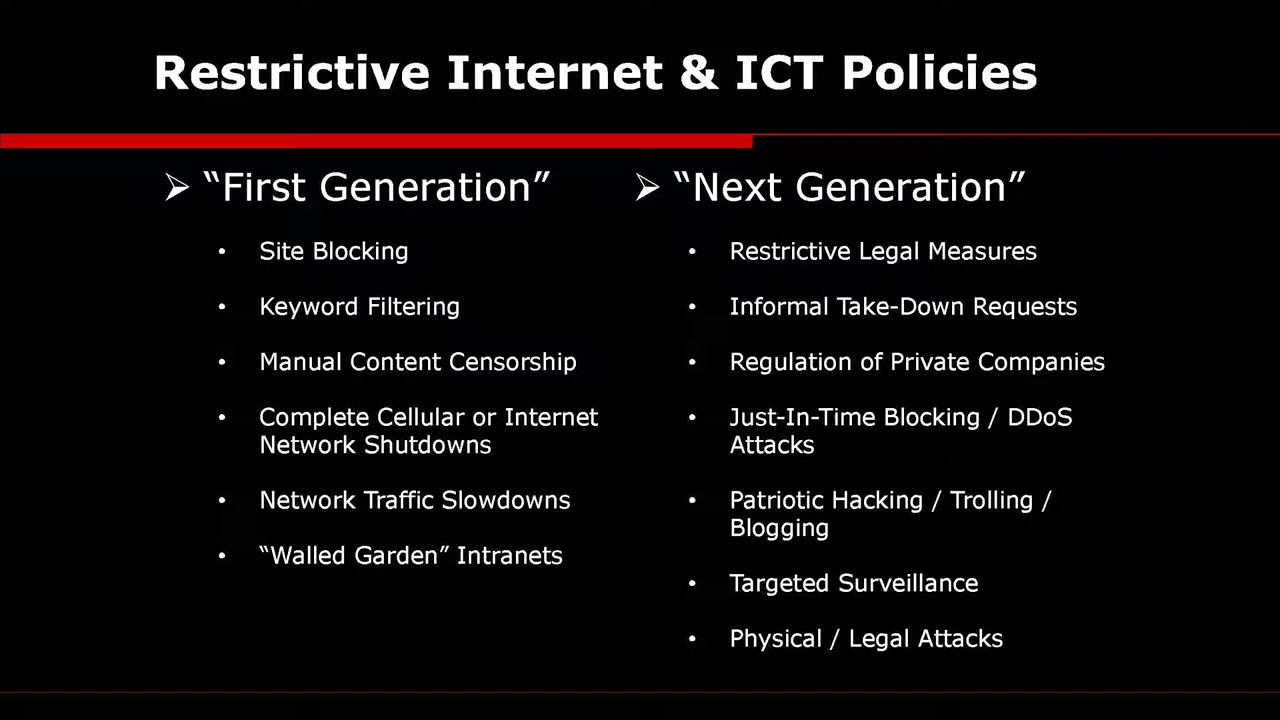 Restrictive Internet & ICT Policies
“First Generation”
• Site Blocking
• Keyword Filtering
• Manual Content Censorship
• Complete Cellular or Internet
Network Shutdowns
• Network Traffic Slowdowns
• “Walled Garden” Intranets
“Next Generation”
• Restrictive Legal Measures
• Informal Take-Down Requests
• Regulation of Private Companies
• Just-In-Time Blocking / DDoS
Attacks
• Patriotic Hacking / Trolling /
Blogging
• Targeted Surveillance
• Physical / Legal Attacks